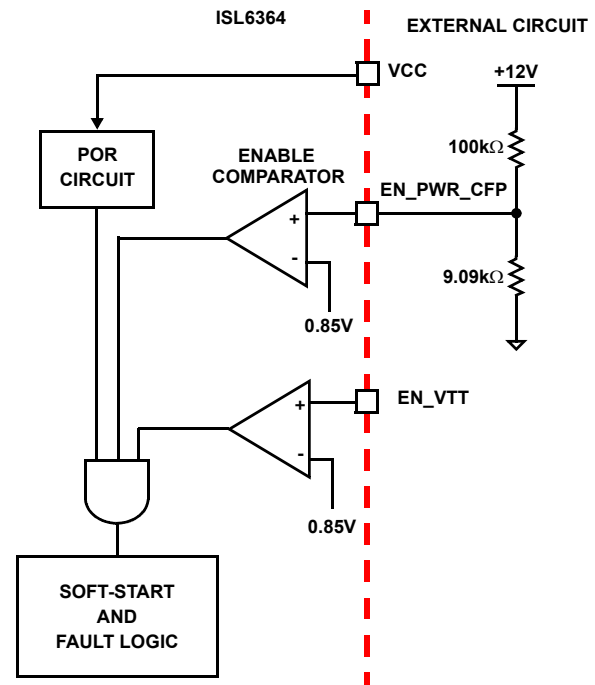 ISL6364
EXTERNAL CIRCUIT
VCC
+12V
POR
CIRCUIT
ENABLE
COMPARATOR
100kΩ
EN_PWR_CFP
+
-
9.09kΩ
0.85V
EN_VTT
+
-
0.85V
SOFT-START
AND
FAULT LOGIC